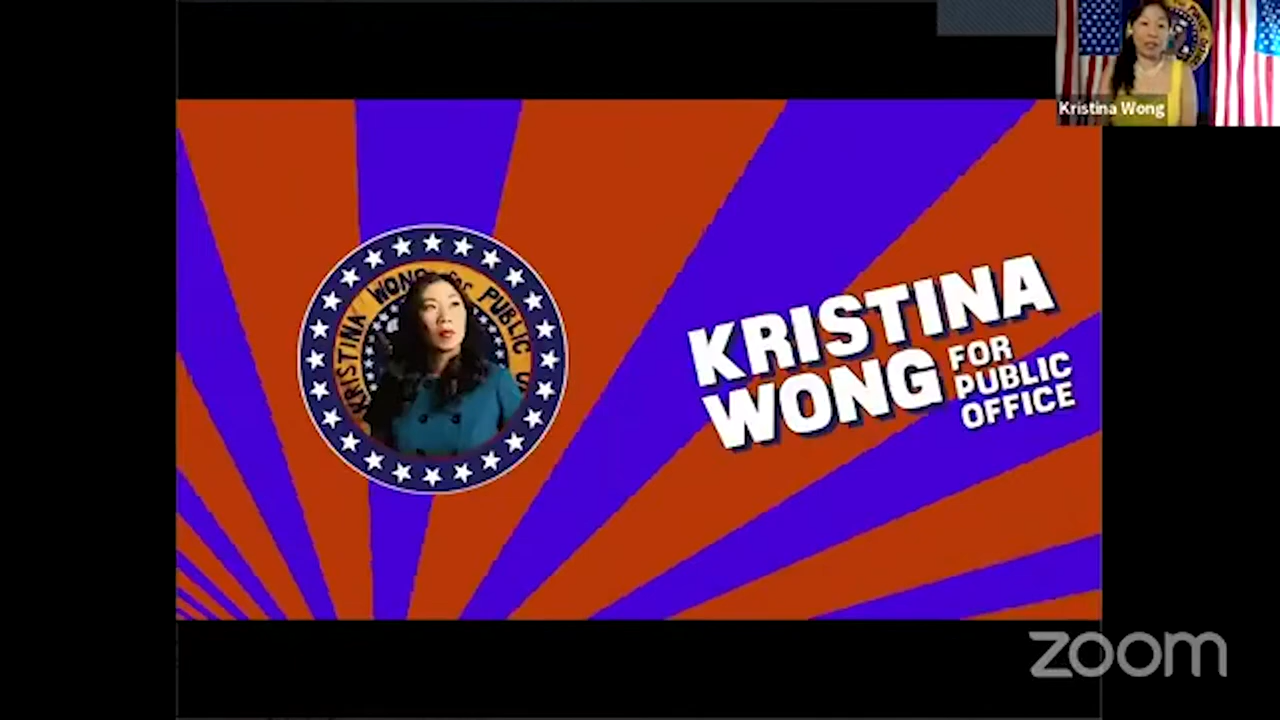 Kristina Wong
KRISTINA WONG for PUBLIC
KRISTINA
WONG
FOR
PUBLIC
OFFICE
zoom